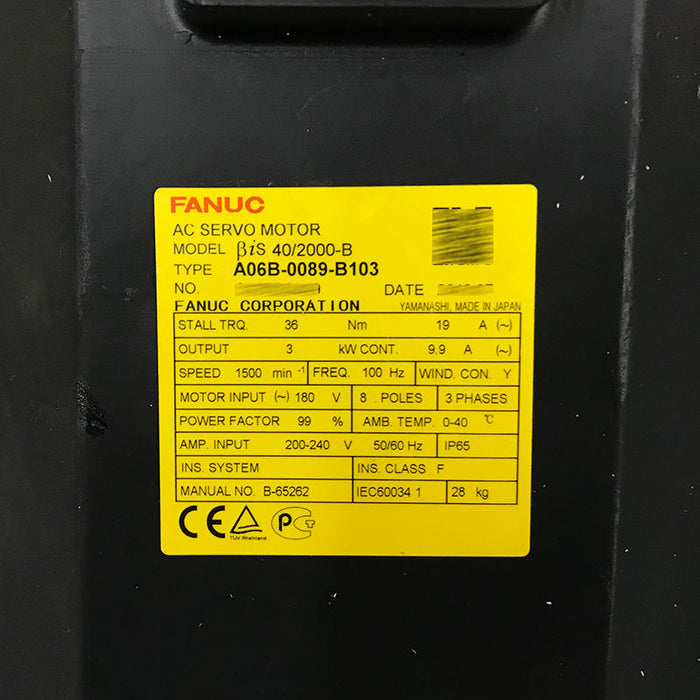 FANUC
AC SERVO MOTOR
MODEL βiS 40/2000-B
TYPE A06B-0089-B103
NO. DATE
FANUC CORPORATION YAMANASHI, MADE IN JAPAN
STALL TRQ. 36 Nm 19 A (~)
OUTPUT 3 kW CONT. 9.9 A (~)
SPEED 1500 min -1 FREQ. 100 Hz WIND. CON. Y
MOTOR INPUT (~) 180 V 8 . POLES 3 PHASES
POWER FACTOR 99 % AMB. TEMP. 0-40 ℃
AMP. INPUT 200-240 V 50/60 Hz IP65
INS. SYSTEM INS. CLASS F
MANUAL NO. B-65262 IEC60034 1 28 kg
CE PCT
TÜV Rheinland